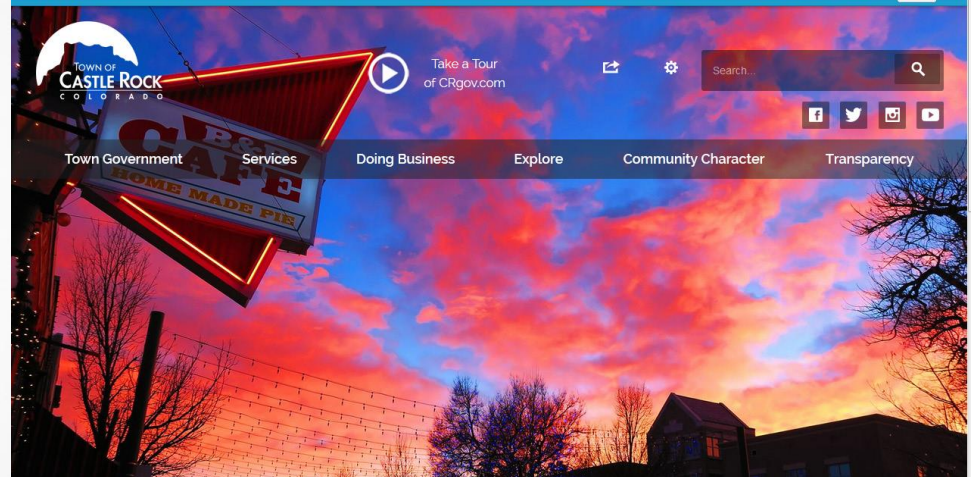 TOWN OF
CASTLE ROCK
COLORADO
Take a Tour
of CRgov.com
Search...
Town Government Services Doing Business Explore Community Character Transparency
B&B
CAFE
HOME MADE PIE